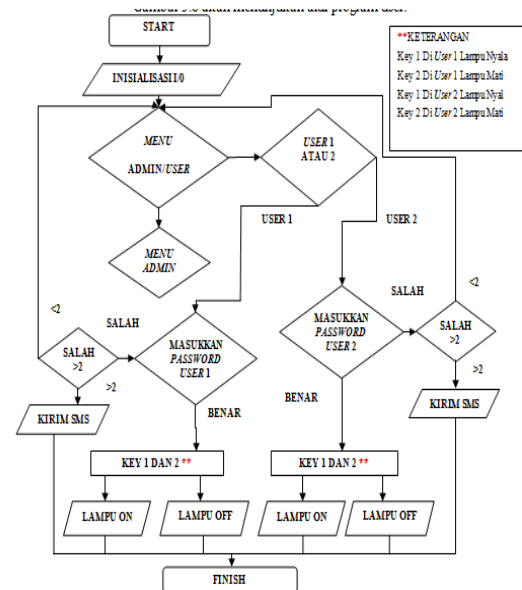 START
**KETERANGAN
Key 1 Di User 1 Lampu Nyala
Key 2 Di User 1 Lampu Mati
Key 1 Di User 2 Lampu Nyal
Key 2 Di User 2 Lampu Mati
INISIALISASI I/0
MENU
ADMIN/USER
USER 1
ATAU 2
USER 1
USER 2
MENU
ADMIN
<2
SALAH
SALAH
>2
>2
MASUKKAN
PASSWORD
USER 1
BENAR
KIRIM SMS
MASUKKAN
PASSWORD
USER 2
SALAH
<2
SALAH
>2
>2
BENAR
KIRIM SMS
KEY 1 DAN 2 **
KEY 1 DAN 2 **
LAMPU ON
LAMPU OFF
LAMPU ON
LAMPU OFF
FINISH